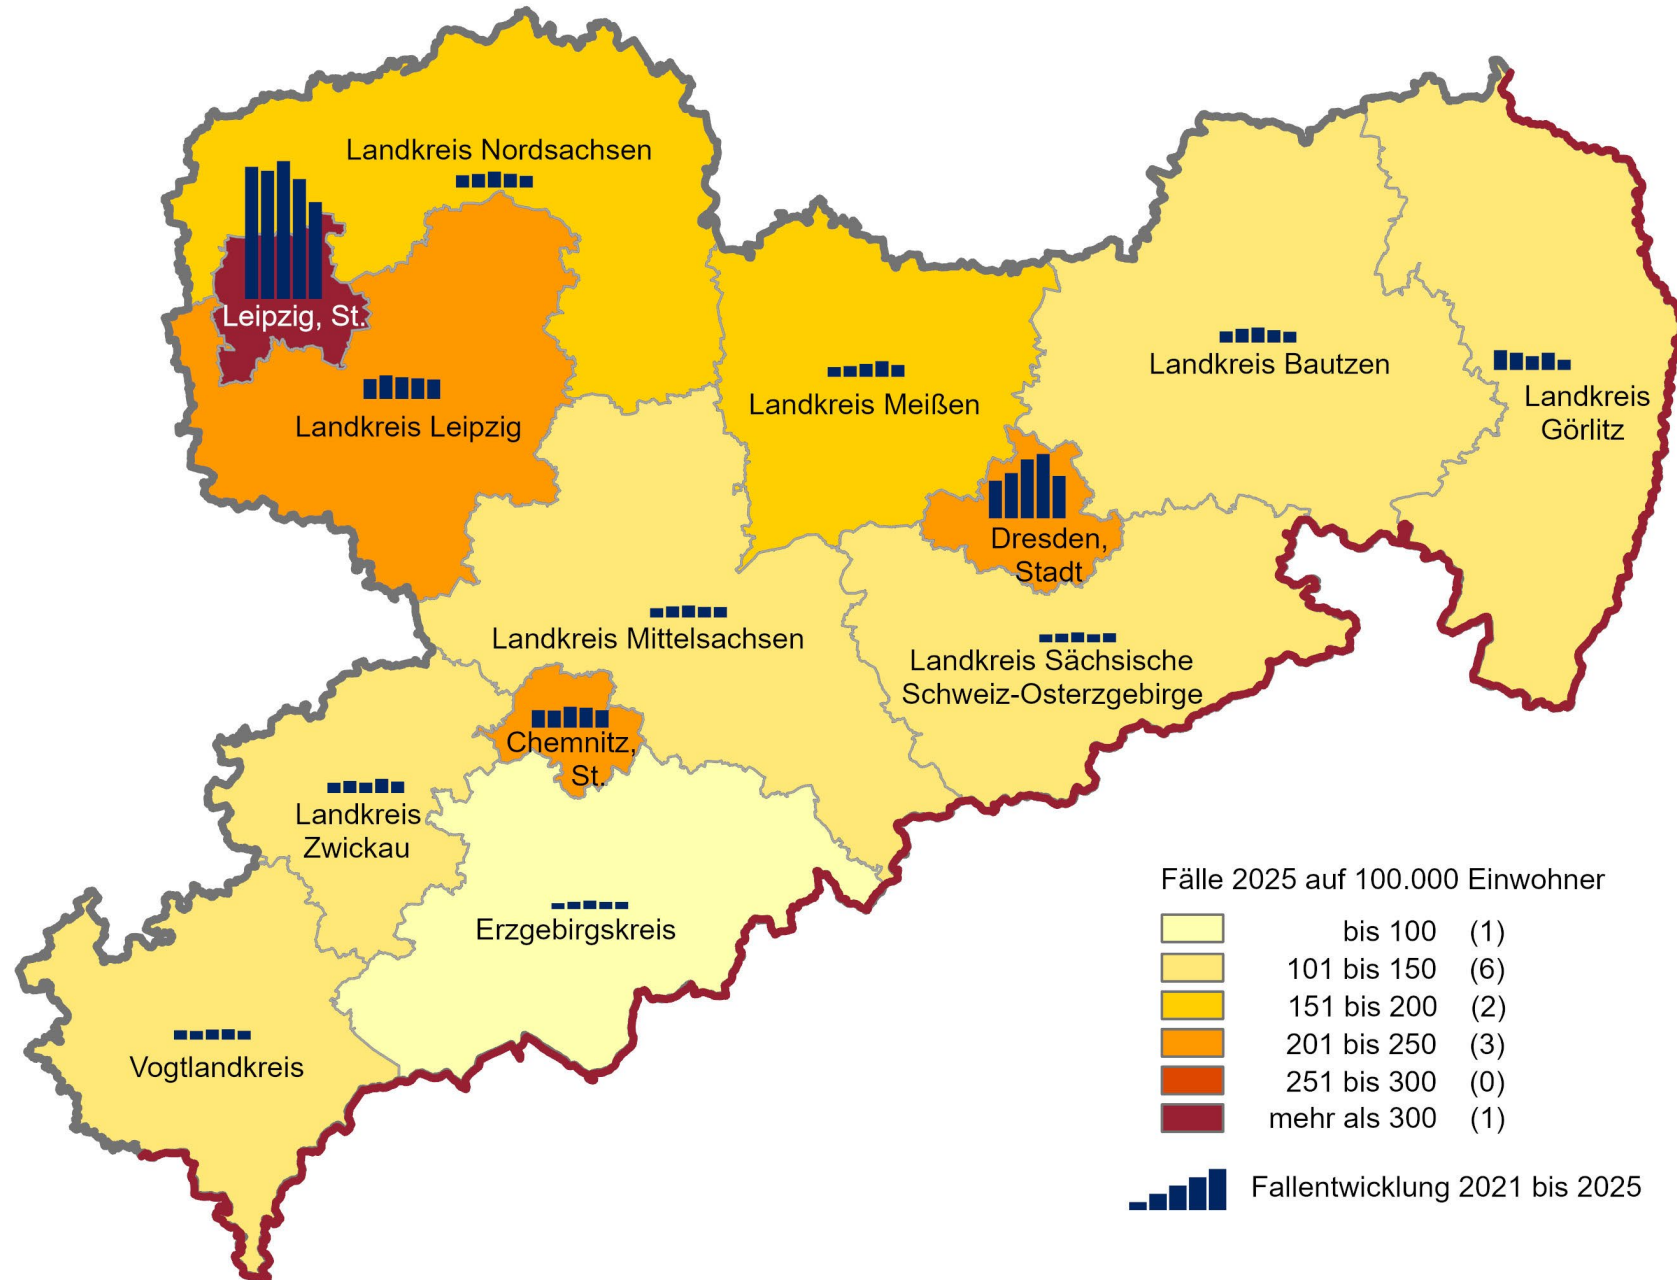 Landkreis Nordsachsen
Leipzig, St.
Landkreis Leipzig
Landkreis Meißen
Landkreis Bautzen
Landkreis
Görlitz
Dresden,
Stadt
Landkreis Mittelsachsen
Landkreis Sächsische
Schweiz-Osterzgebirge
Chemnitz,
St.
Landkreis
Zwickau
Erzgebirgskreis
Vogtlandkreis
Fälle 2025 auf 100.000 Einwohner
bis 100 (1)
101 bis 150 (6)
151 bis 200 (2)
201 bis 250 (3)
251 bis 300 (0)
mehr als 300 (1)
Fallentwicklung 2021 bis 2025